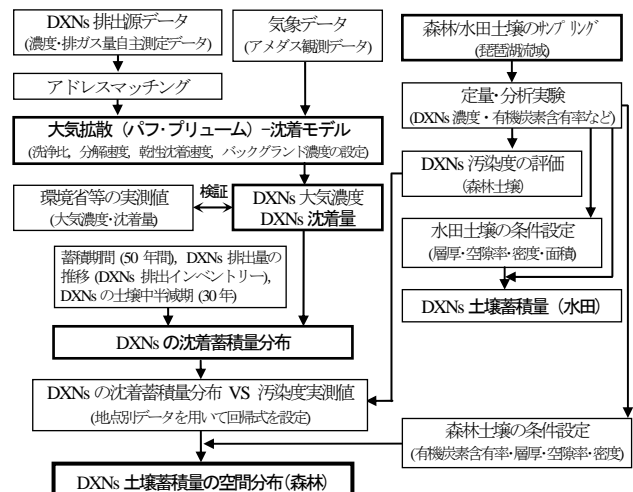 DXNs 排出源データ
(濃度・排ガス量自主測定データ)
気象データ
(アメダス観測データ)
森林/水田土壌のサンプリング
(琵琶湖流域)
アドレスマッチング
定量・分析実験
(DXNs 濃度・有機炭素含有率など)
大気拡散（パフ・プリューム）−沈着モデル
(洗浄比, 分解速度, 乾性沈着速度, バックグランド濃度の設定)
DXNs 汚染度の評価
(森林土壌)
環境省等の実測値
(大気濃度・沈着量)
検証
DXNs 大気濃度
DXNs 沈着量
水田土壌の条件設定
(層厚・空隙率・密度・面積)
蓄積期間 (50 年間), DXNs 排出量の
推移 (DXNs 排出インベントリー),
DXNs の土壌中半減期 (30 年)
DXNs 土壌蓄積量（水田）
DXNs の沈着蓄積量分布
DXNs の沈着蓄積量分布 VS 汚染度実測値
(地点別データを用いて回帰式を設定)
森林土壌の条件設定
(有機炭素含有率・層厚・空隙率・密度)
DXNs 土壌蓄積量の空間分布(森林)